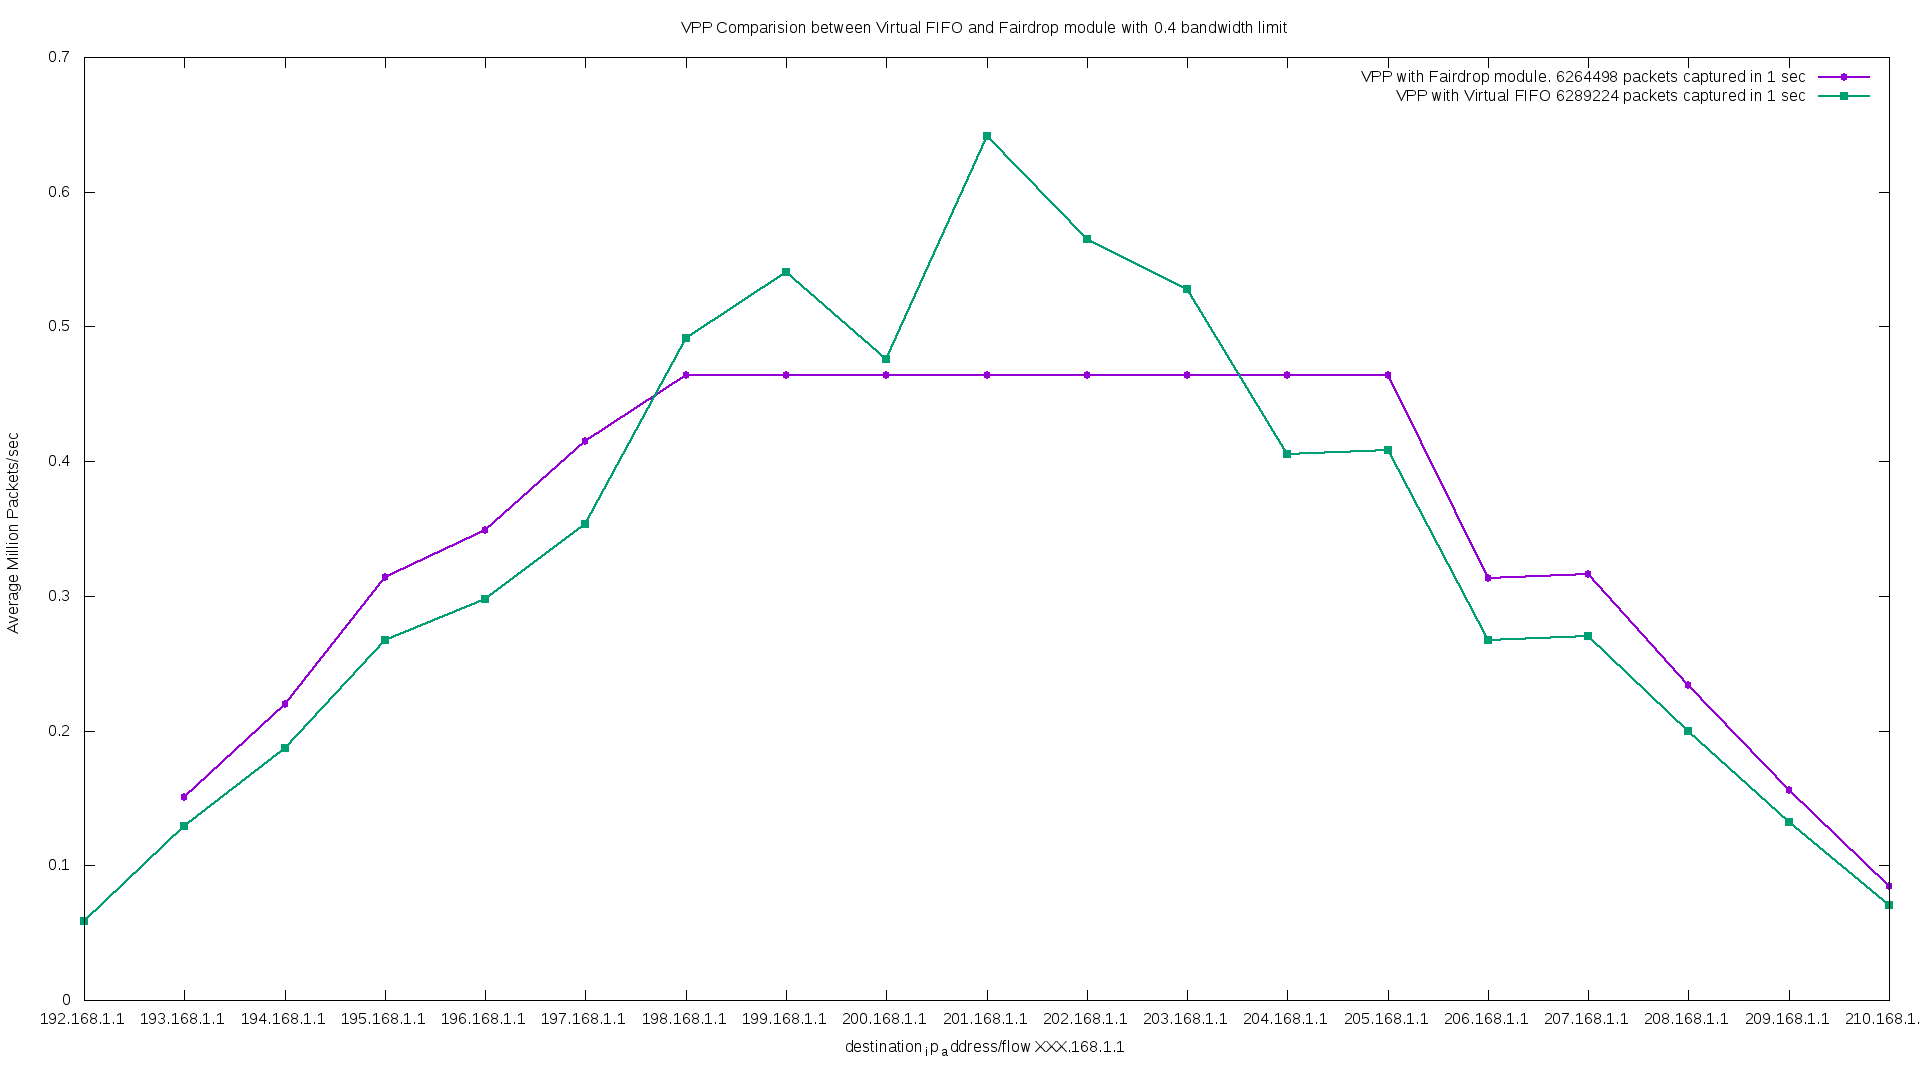 VPP Comparision between Virtual FIFO and Fairdrop module with 0.4 bandwidth limit
VPP with Fairdrop module. 6264498 packets captured in 1 sec
VPP with Virtual FIFO 6289224 packets captured in 1 sec
Average Million Packets/sec
0.7
0.6
0.5
0.4
0.3
0.2
0.1
0
192.168.1.1 193.168.1.1 194.168.1.1 195.168.1.1 196.168.1.1 197.168.1.1 198.168.1.1 199.168.1.1 200.168.1.1 201.168.1.1 202.168.1.1 203.168.1.1 204.168.1.1 205.168.1.1 206.168.1.1 207.168.1.1 208.168.1.1 209.168.1.1 210.168.1.
destination ip address/flow XXX.168.1.1